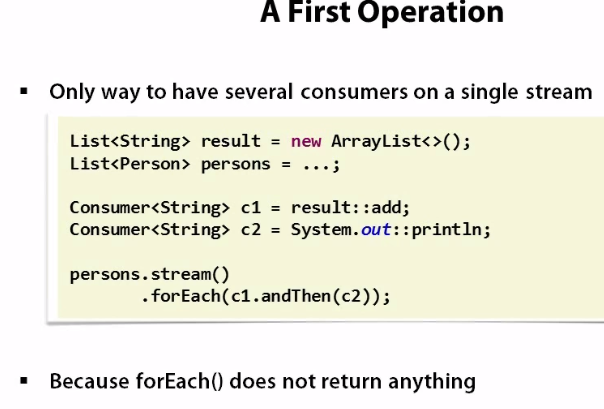 A First Operation
▪ Only way to have several consumers on a single stream
List<String> result = new ArrayList<>();
List<Person> persons = ...;
Consumer<String> c1 = result::add;
Consumer<String> c2 = System.out::println;
persons.stream()
.forEach(c1.andThen(c2));
▪ Because forEach() does not return anything